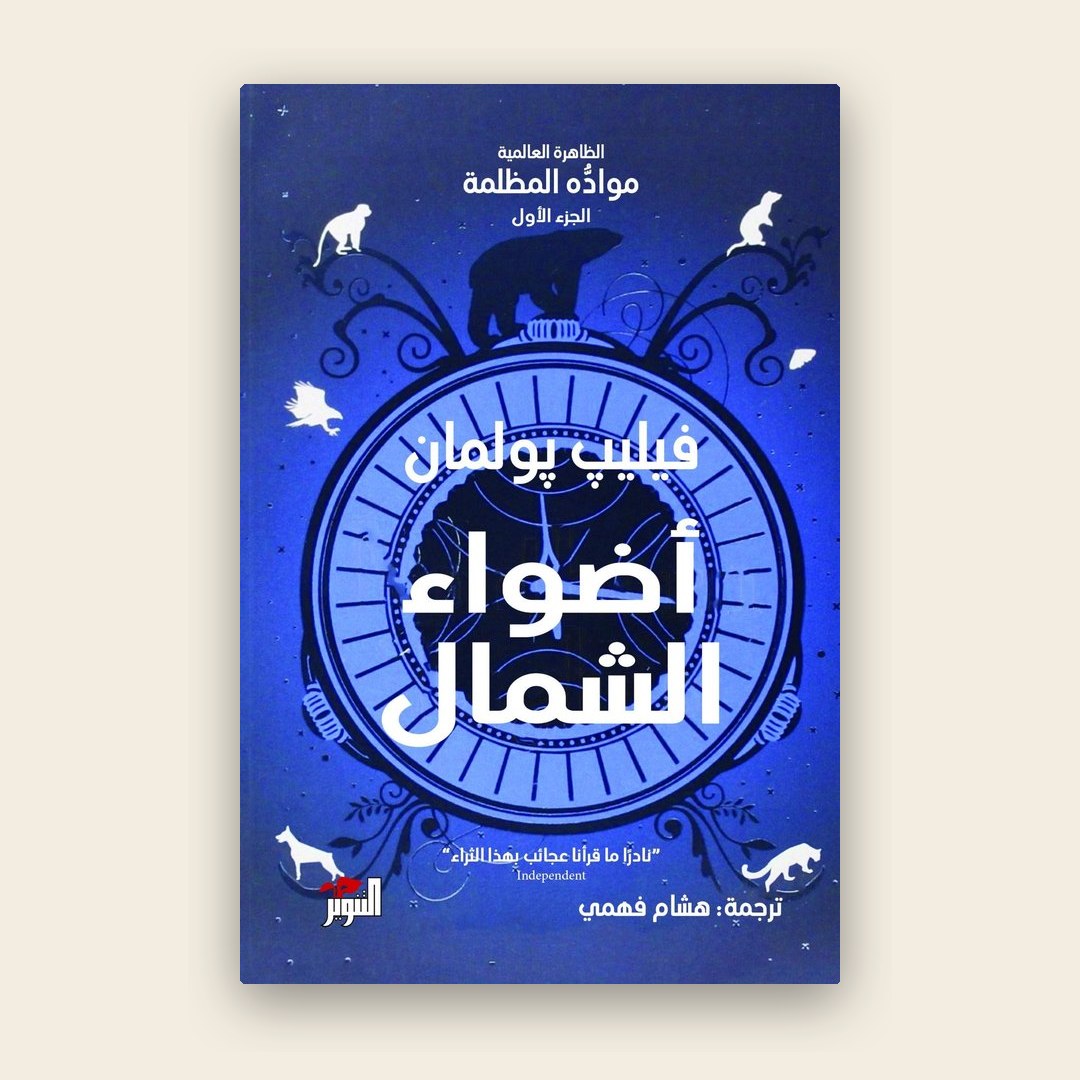 الظاهرة العالمية
موادُّه المظلمة
الجزء الأول
فيليپ پولمان
أضواء
الشمال
”نادرًا ما قرأنا عجائب بهذا الثراء“
Independent
ترجمة: هشام فهمي
التنوير